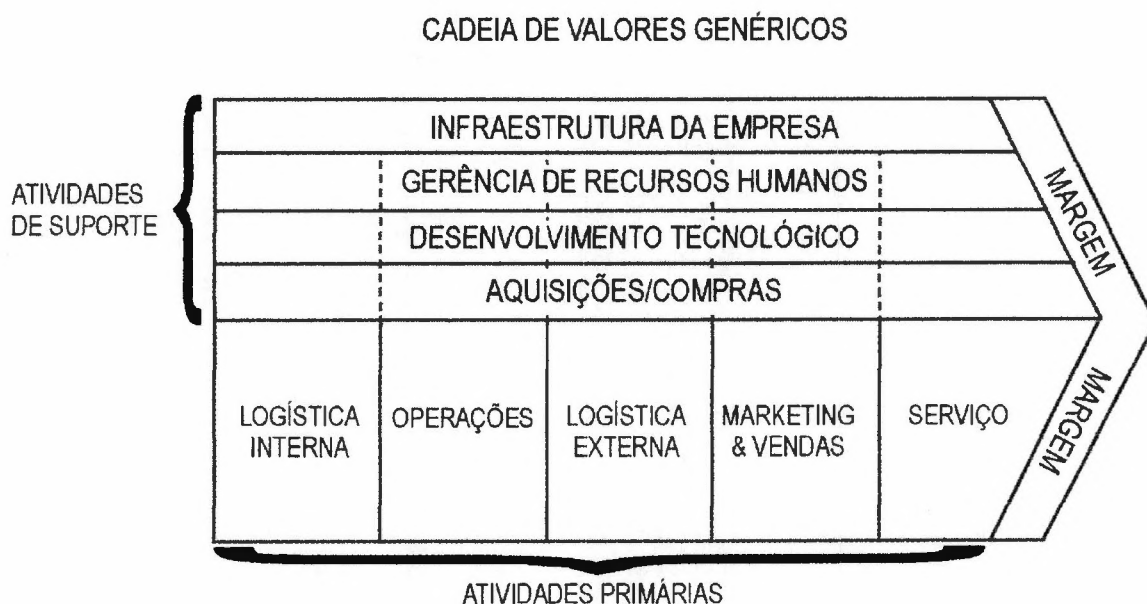 CADEIA DE VALORES GENÉRICOS
ATIVIDADES
DE SUPORTE
INFRAESTRUTURA DA EMPRESA
GERÊNCIA DE RECURSOS HUMANOS
DESENVOLVIMENTO TECNOLÓGICO
AQUISIÇÕES/COMPRAS
MARGEM
LOGÍSTICA
INTERNA
OPERAÇÕES
LOGÍSTICA
EXTERNA
MARKETING
& VENDAS
SERVIÇO
MARGEM
ATIVIDADES PRIMÁRIAS